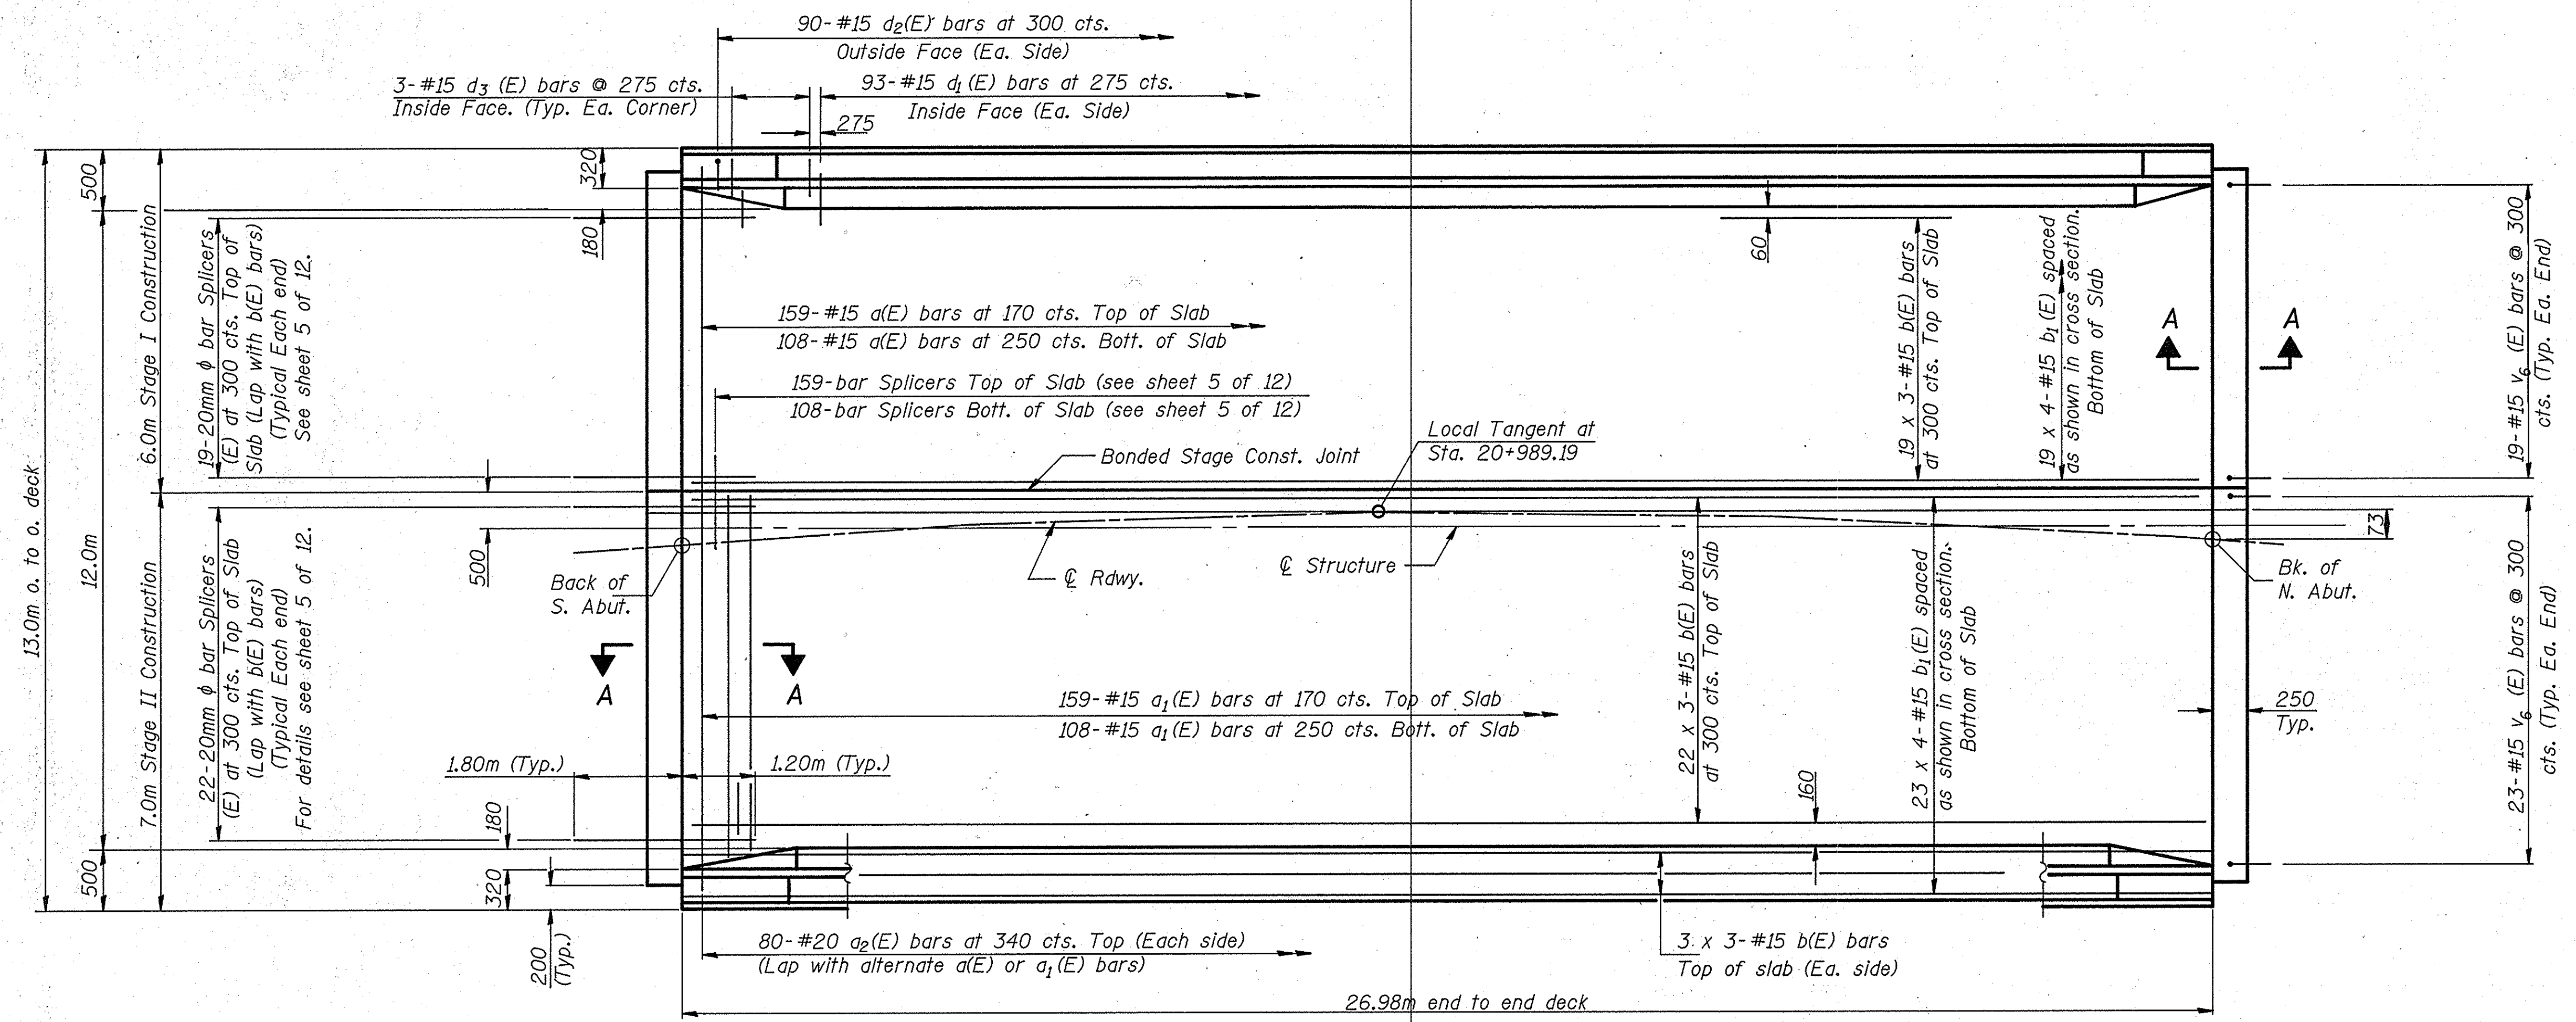 90-#15 d2(E) bars at 300 cts.
Outside Face (Ea. Side)
3-#15 d3 (E) bars @ 275 cts.
Inside Face. (Typ. Ea. Corner)
93-#15 d1(E) bars at 275 cts.
Inside Face (Ea. Side)
275
13.0m o. to o. deck
500
12.0m
500
6.0m Stage I Construction
7.0m Stage II Construction
320
180
19-20mm ϕ bar Splicers
(E) at 300 cts. Top of
Slab (Lap with b(E) bars)
(Typical Each end)
See sheet 5 of 12.
22-20mm ϕ bar Splicers
(E) at 300 cts. Top of Slab
(Lap with b(E) bars)
(Typical Each end)
For details see sheet 5 of 12.
159-#15 a(E) bars at 170 cts. Top of Slab
108-#15 a(E) bars at 250 cts. Bott. of Slab
159-bar Splicers Top of Slab (see sheet 5 of 12)
108-bar Splicers Bott. of Slab (see sheet 5 of 12)
Bonded Stage Const. Joint
Local Tangent at
Sta. 20+989.19
60
19 x 3-#15 b(E) bars
at 300 cts. Top of Slab
19 x 4-#15 b1(E) spaced
as shown in cross section.
Bottom of Slab
A
A
19-#15 v6 (E) bars @ 300
cts. (Typ. Ea. End)
500
Back of
S. Abut.
℄ Rdwy.
℄ Structure
73
Bk. of
N. Abut.
A
A
159-#15 a1(E) bars at 170 cts. Top of Slab
108-#15 a1(E) bars at 250 cts. Bott. of Slab
22 x 3-#15 b(E) bars
at 300 cts. Top of Slab
23 x 4-#15 b1(E) spaced
as shown in cross section.
Bottom of Slab
23-#15 v6 (E) bars @ 300
cts. (Typ. Ea. End)
250
Typ.
1.80m (Typ.)
1.20m (Typ.)
160
180
320
200
(Typ.)
80-#20 a2(E) bars at 340 cts. Top (Each side)
(Lap with alternate a(E) or a1(E) bars)
3 x 3-#15 b(E) bars
Top of slab (Ea. side)
26.98m end to end deck